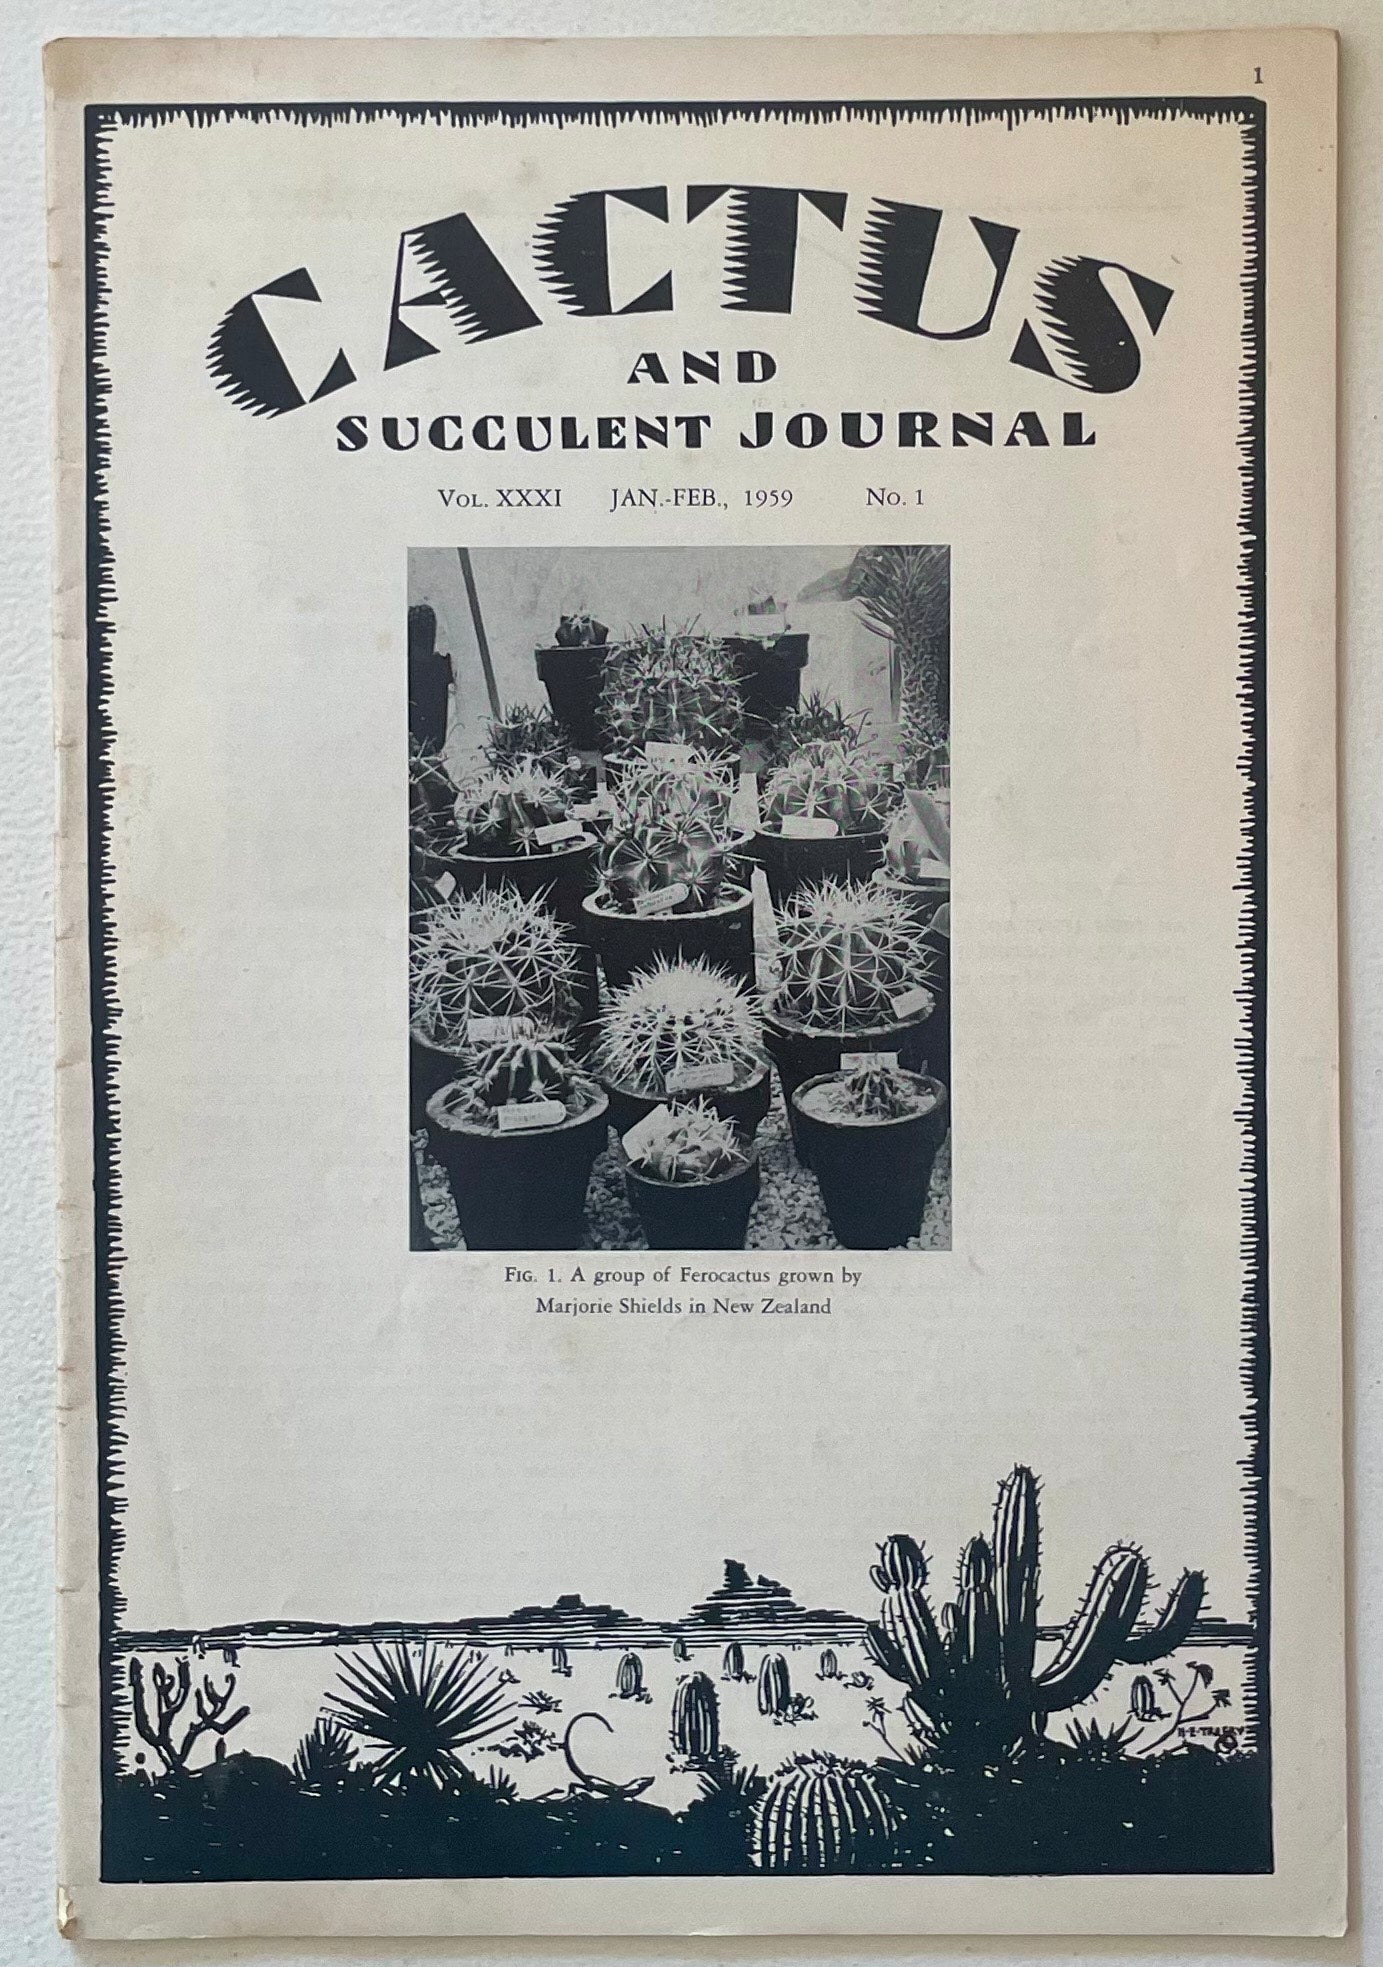 1
CACTUS
AND
SUCCULENT JOURNAL
VOL. XXXI JAN.-FEB., 1959 No. 1
FIG. 1. A group of Ferocactus grown by
Marjorie Shields in New Zealand